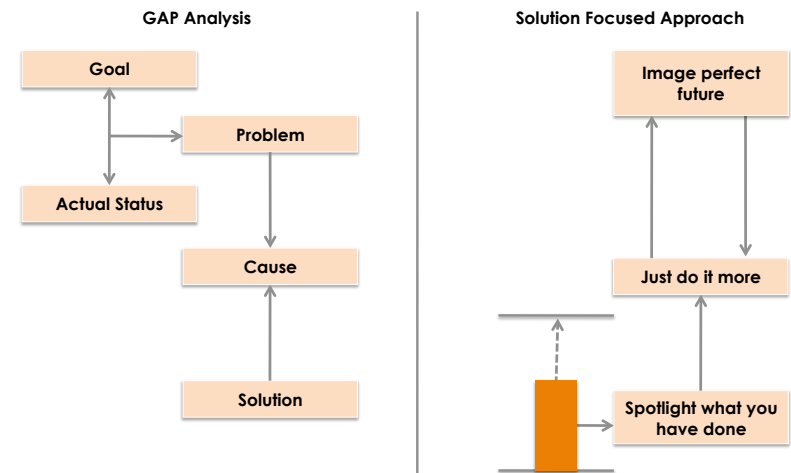 GAP Analysis
Goal
Problem
Actual Status
Cause
Solution
Solution Focused Approach
Image perfect
future
Just do it more
Spotlight what you
have done